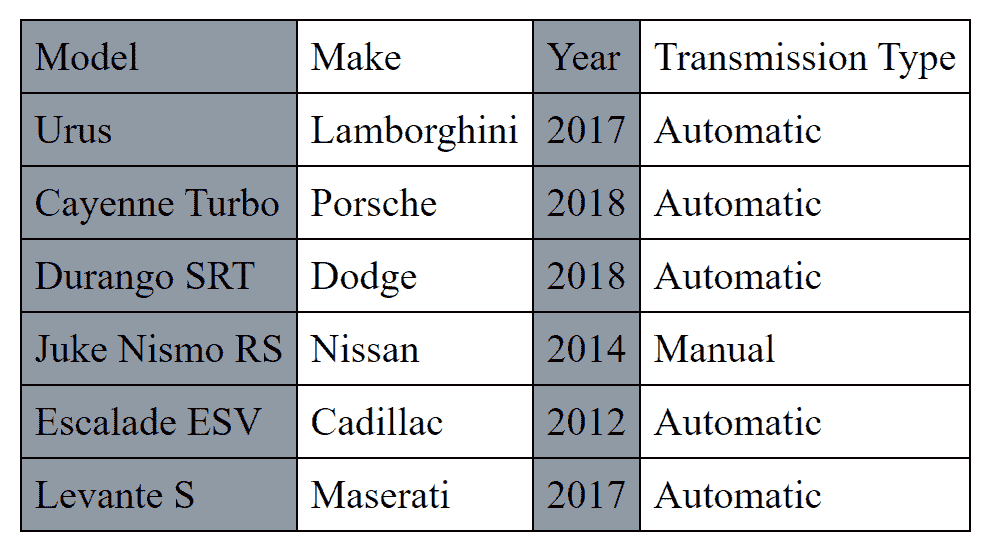 Model Make Year Transmission Type
Urus Lamborghini 2017 Automatic
Cayenne Turbo Porsche 2018 Automatic
Durango SRT Dodge 2018 Automatic
Juke Nismo RS Nissan 2014 Manual
Escalade ESV Cadillac 2012 Automatic
Levante S Maserati 2017 Automatic